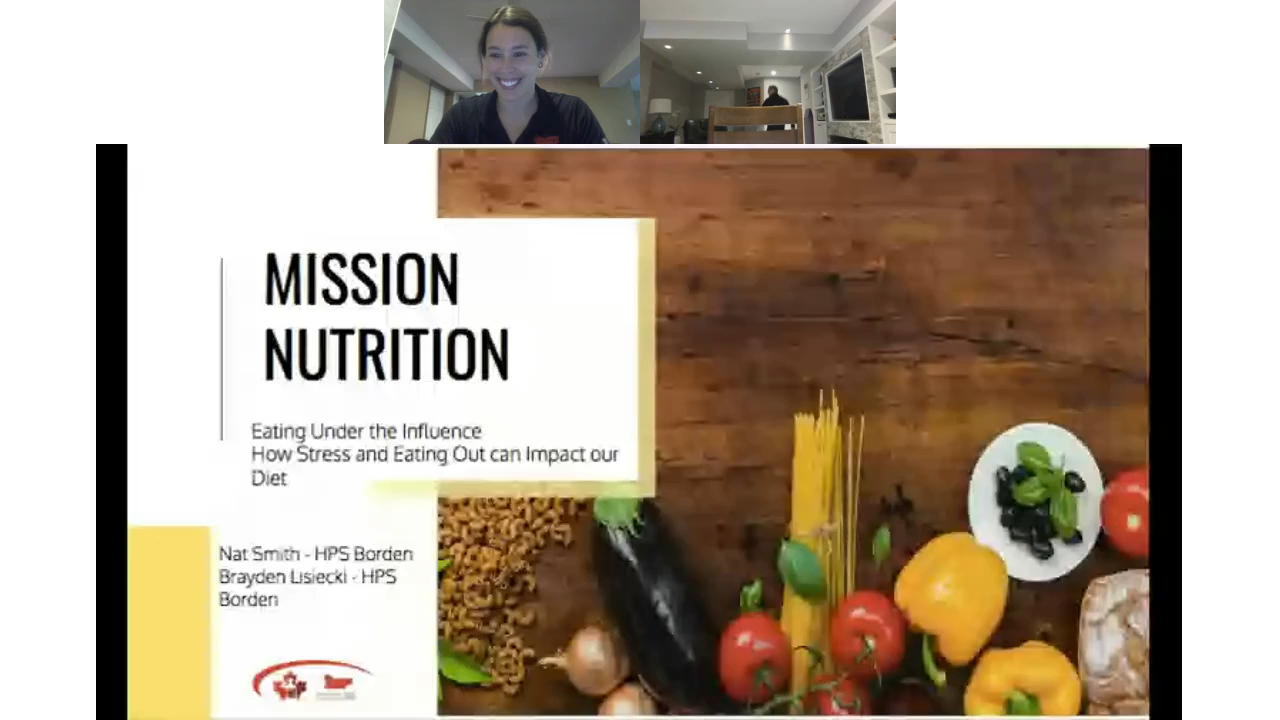 MISSION
NUTRITION
Eating Under the Influence
How Stress and Eating Out can Impact our
Diet
Nat Smith - HPS Borden
Brayden Lisiecki - HPS
Borden